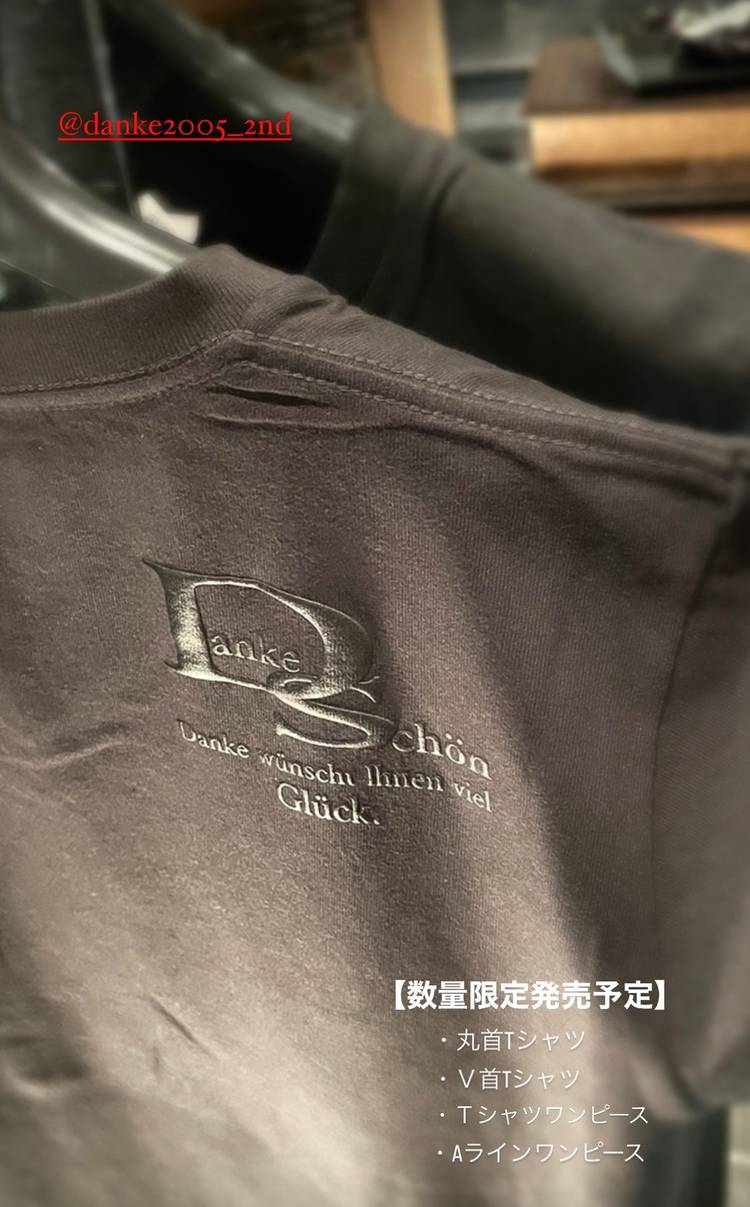 @danke2005_2nd
Danke
Schön
Danke wünscht Ihnen viel
Glück.
【数量限定発売予定】
・丸首Tシャツ
・Ｖ首Tシャツ
・Ｔシャツワンピース
・Aラインワンピース